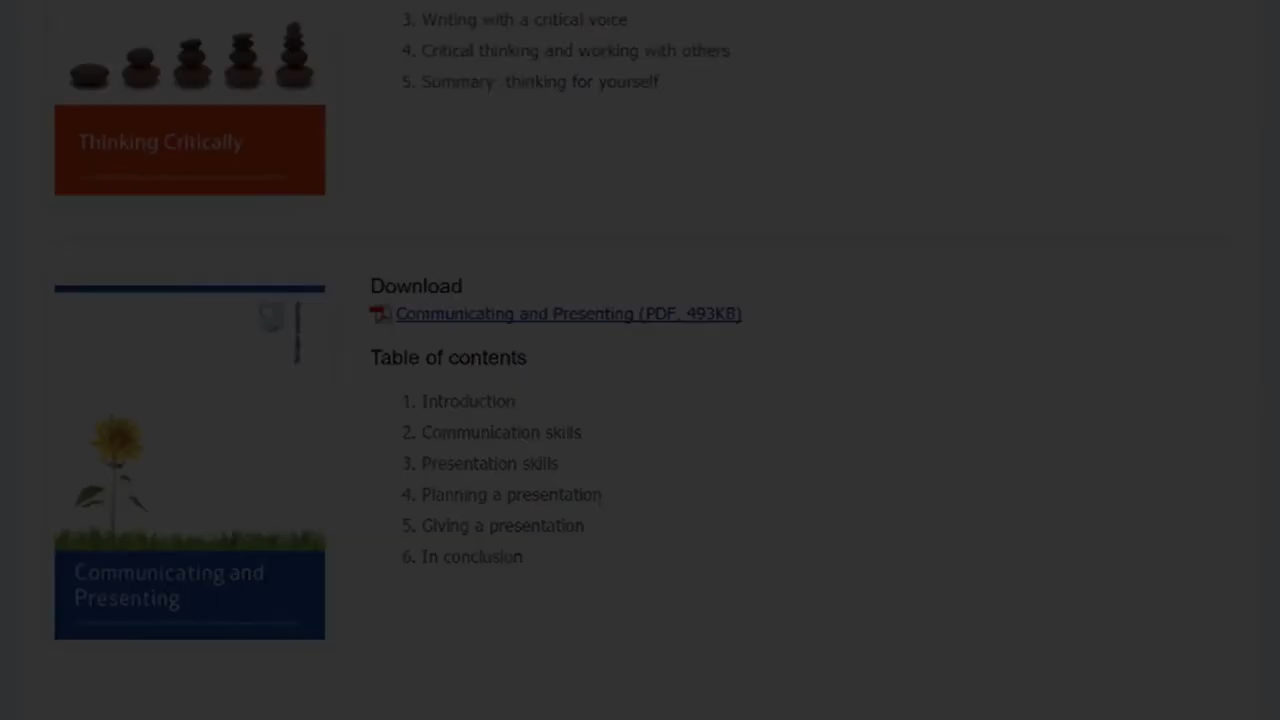 3. Writing with a critical voice
4. Critical thinking and working with others
5. Summary thinking for yourself
Thinking Critically
Download
Communicating and Presenting (PDF, 493KB)
Table of contents
1. Introduction
2. Communication skills
3. Presentation skills
4. Planning a presentation
5. Giving a presentation
6. In conclusion
Communicating and
Presenting